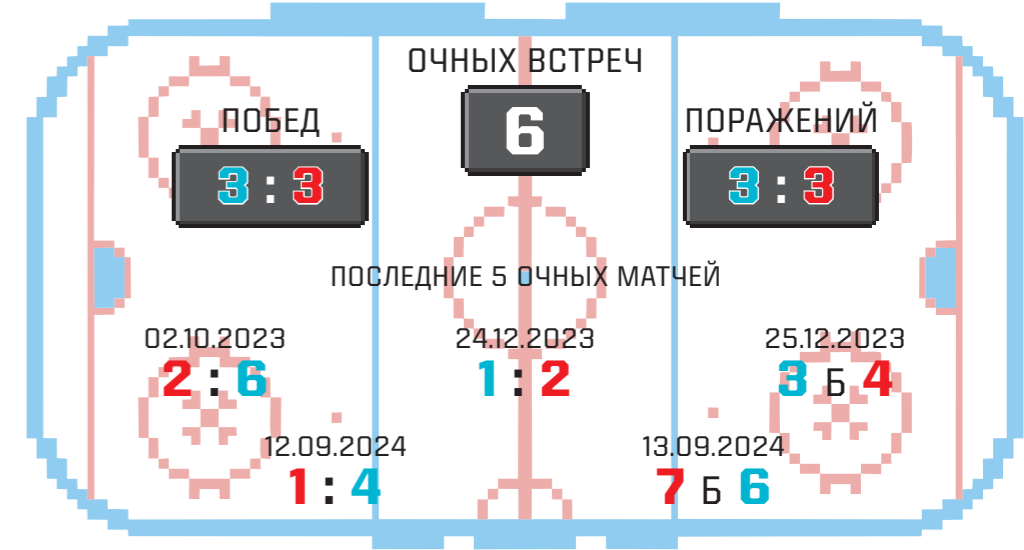 ОЧНЫХ ВСТРЕЧ
6
ПОБЕД
3 : 3
ПОРАЖЕНИЙ
3 : 3
ПОСЛЕДНИЕ 5 ОЧНЫХ МАТЧЕЙ
02.10.2023
2 : 6
24.12.2023
1 : 2
25.12.2023
3 Б 4
12.09.2024
1 : 4
13.09.2024
7 Б 6